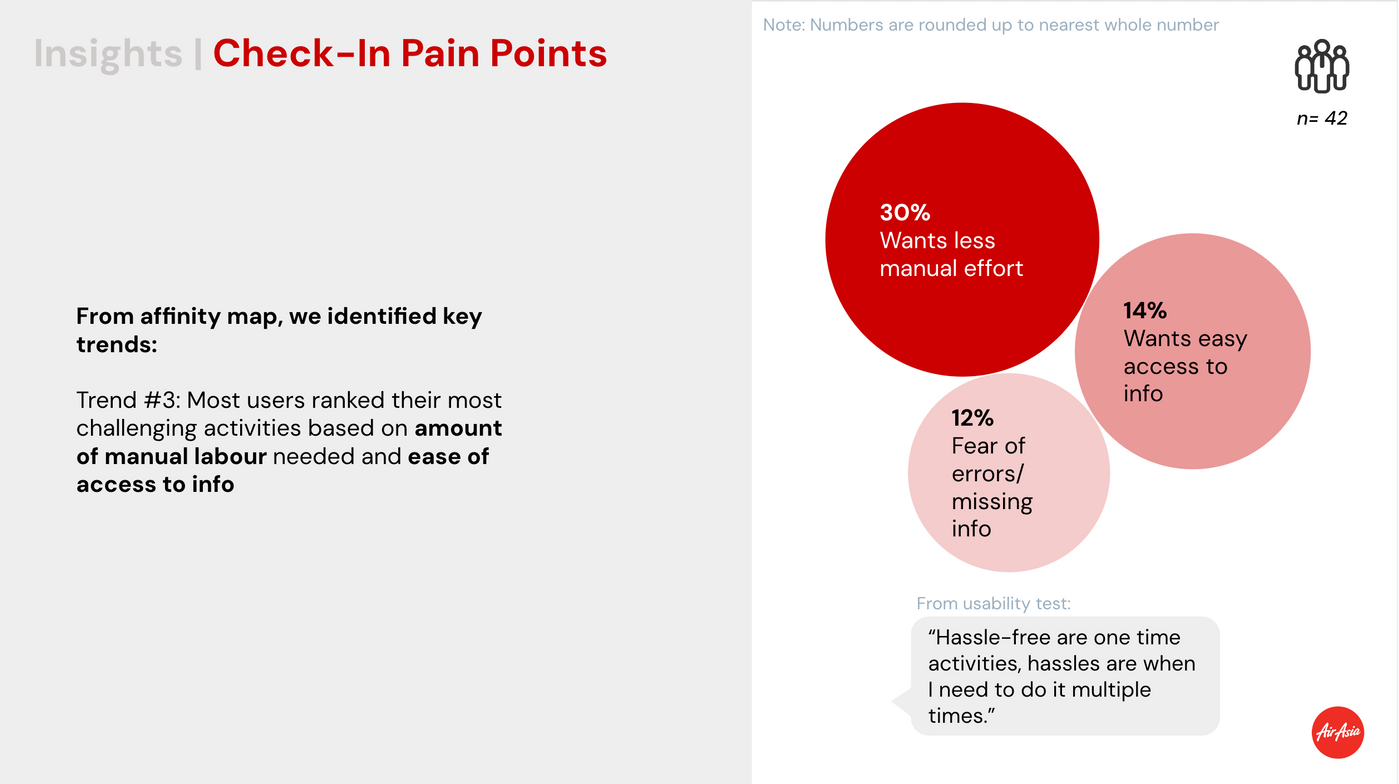 Insights | Check-In Pain Points
From affinity map, we identified key
trends:
Trend #3: Most users ranked their most
challenging activities based on amount
of manual labour needed and ease of
access to info
Note: Numbers are rounded up to nearest whole number
n= 42
30%
Wants less
manual effort
14%
Wants easy
access to
info
12%
Fear of
errors/
missing
info
From usability test:
“Hassle-free are one time
activities, hassles are when
I need to do it multiple
times.”
AirAsia